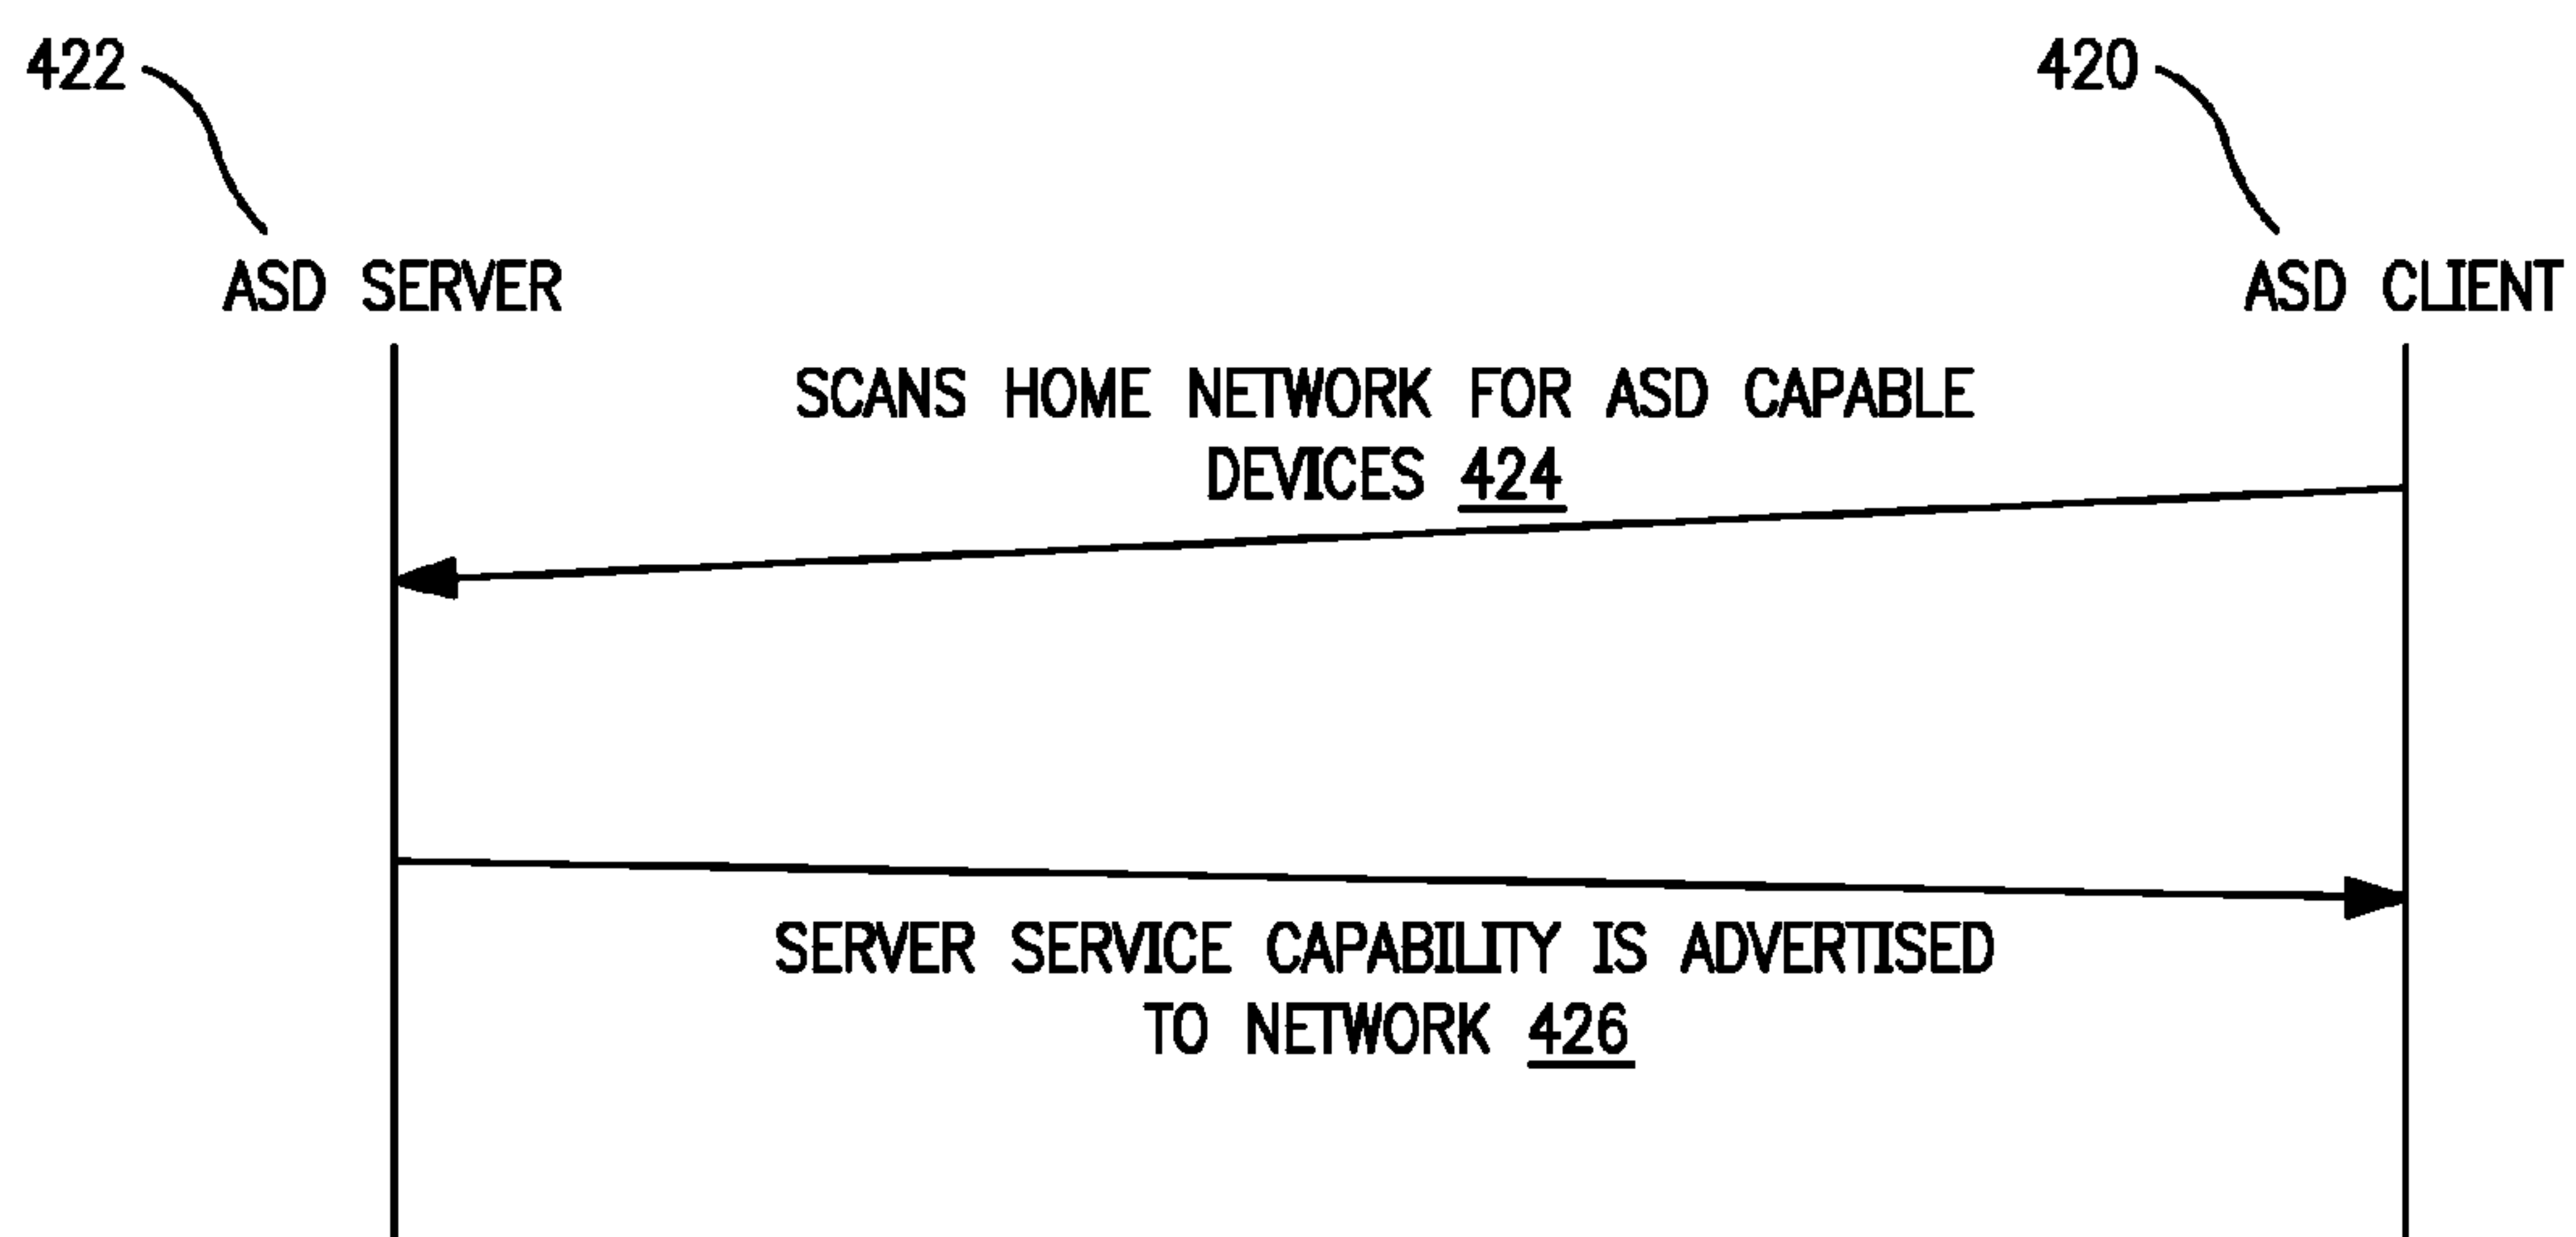 422
420
ASD SERVER
ASD CLIENT
SCANS HOME NETWORK FOR ASD CAPABLE
DEVICES 424
SERVER SERVICE CAPABILITY IS ADVERTISED
TO NETWORK 426